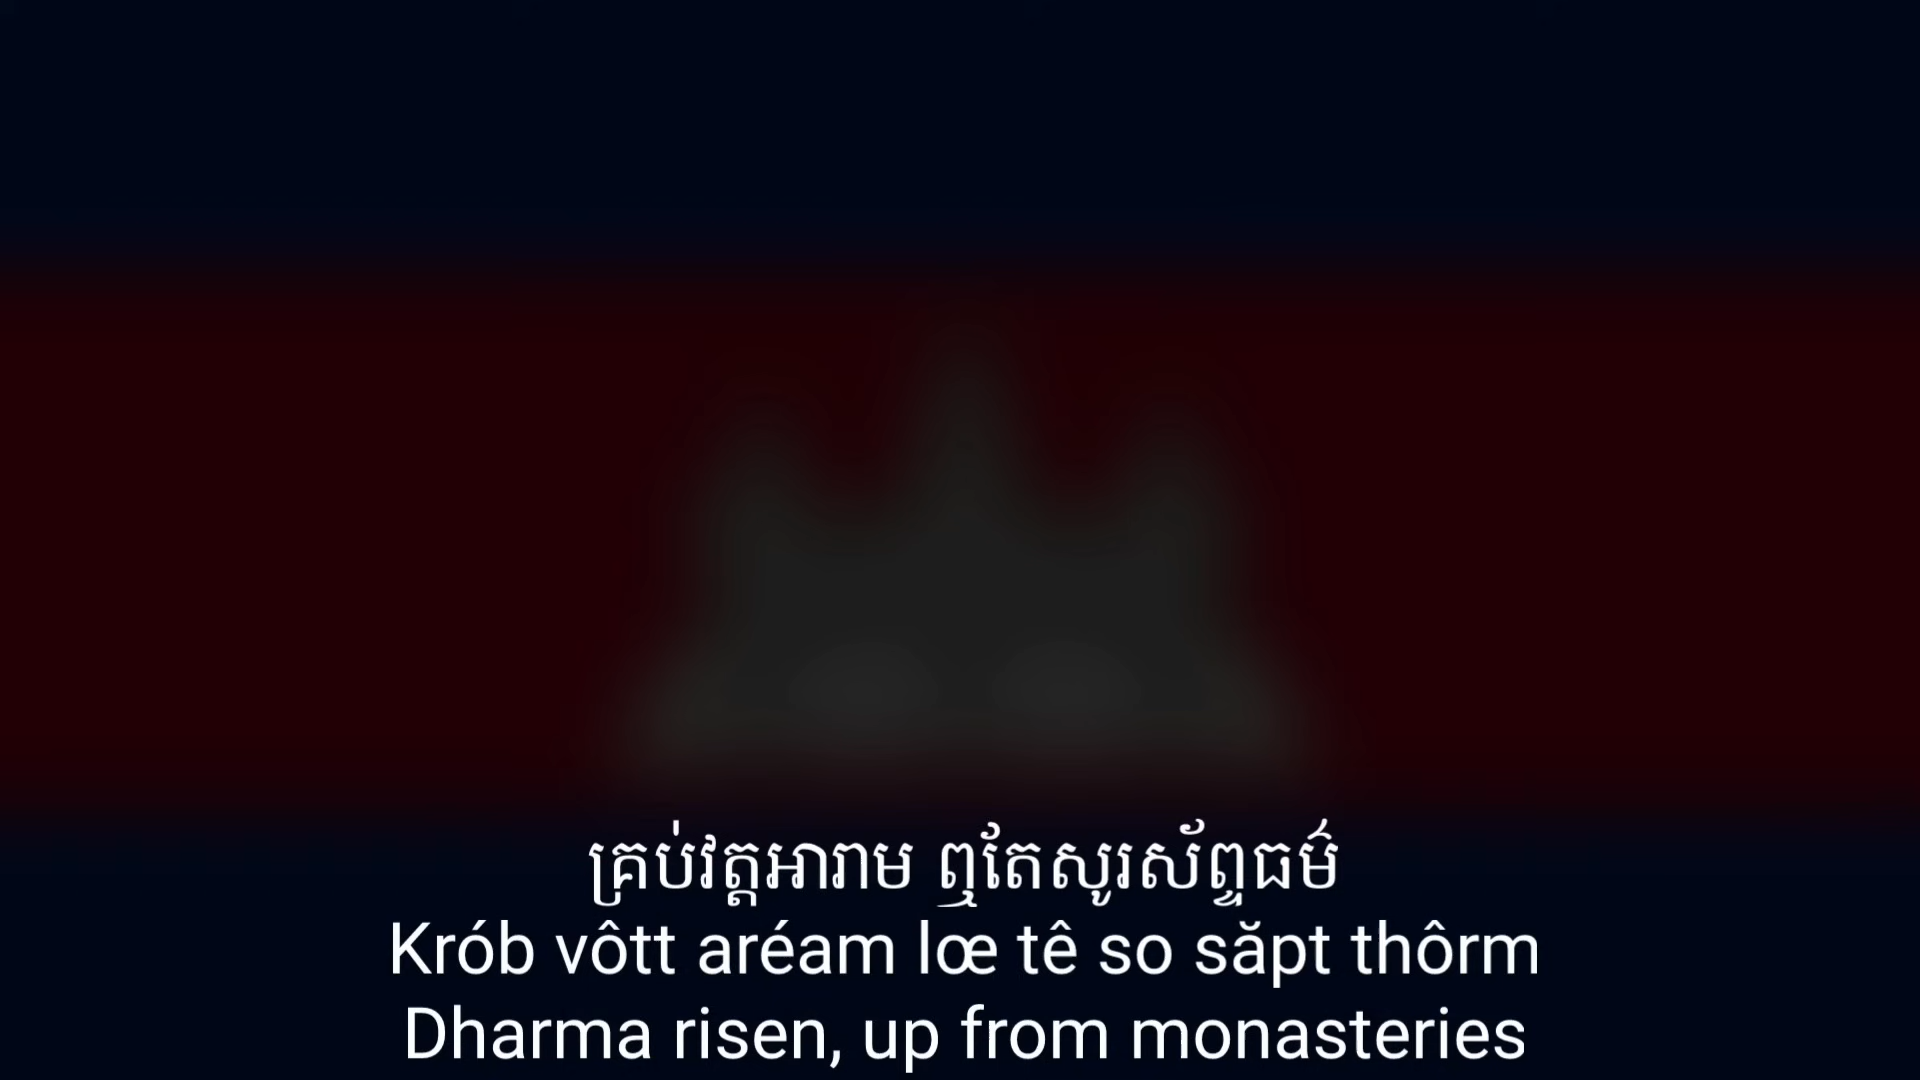 គ្រប់វត្តអារាម ឮតែសូរស័ព្ទធម៌
Krób vôtt aréam lœ tê so săpt thôrm
Dharma risen, up from monasteries